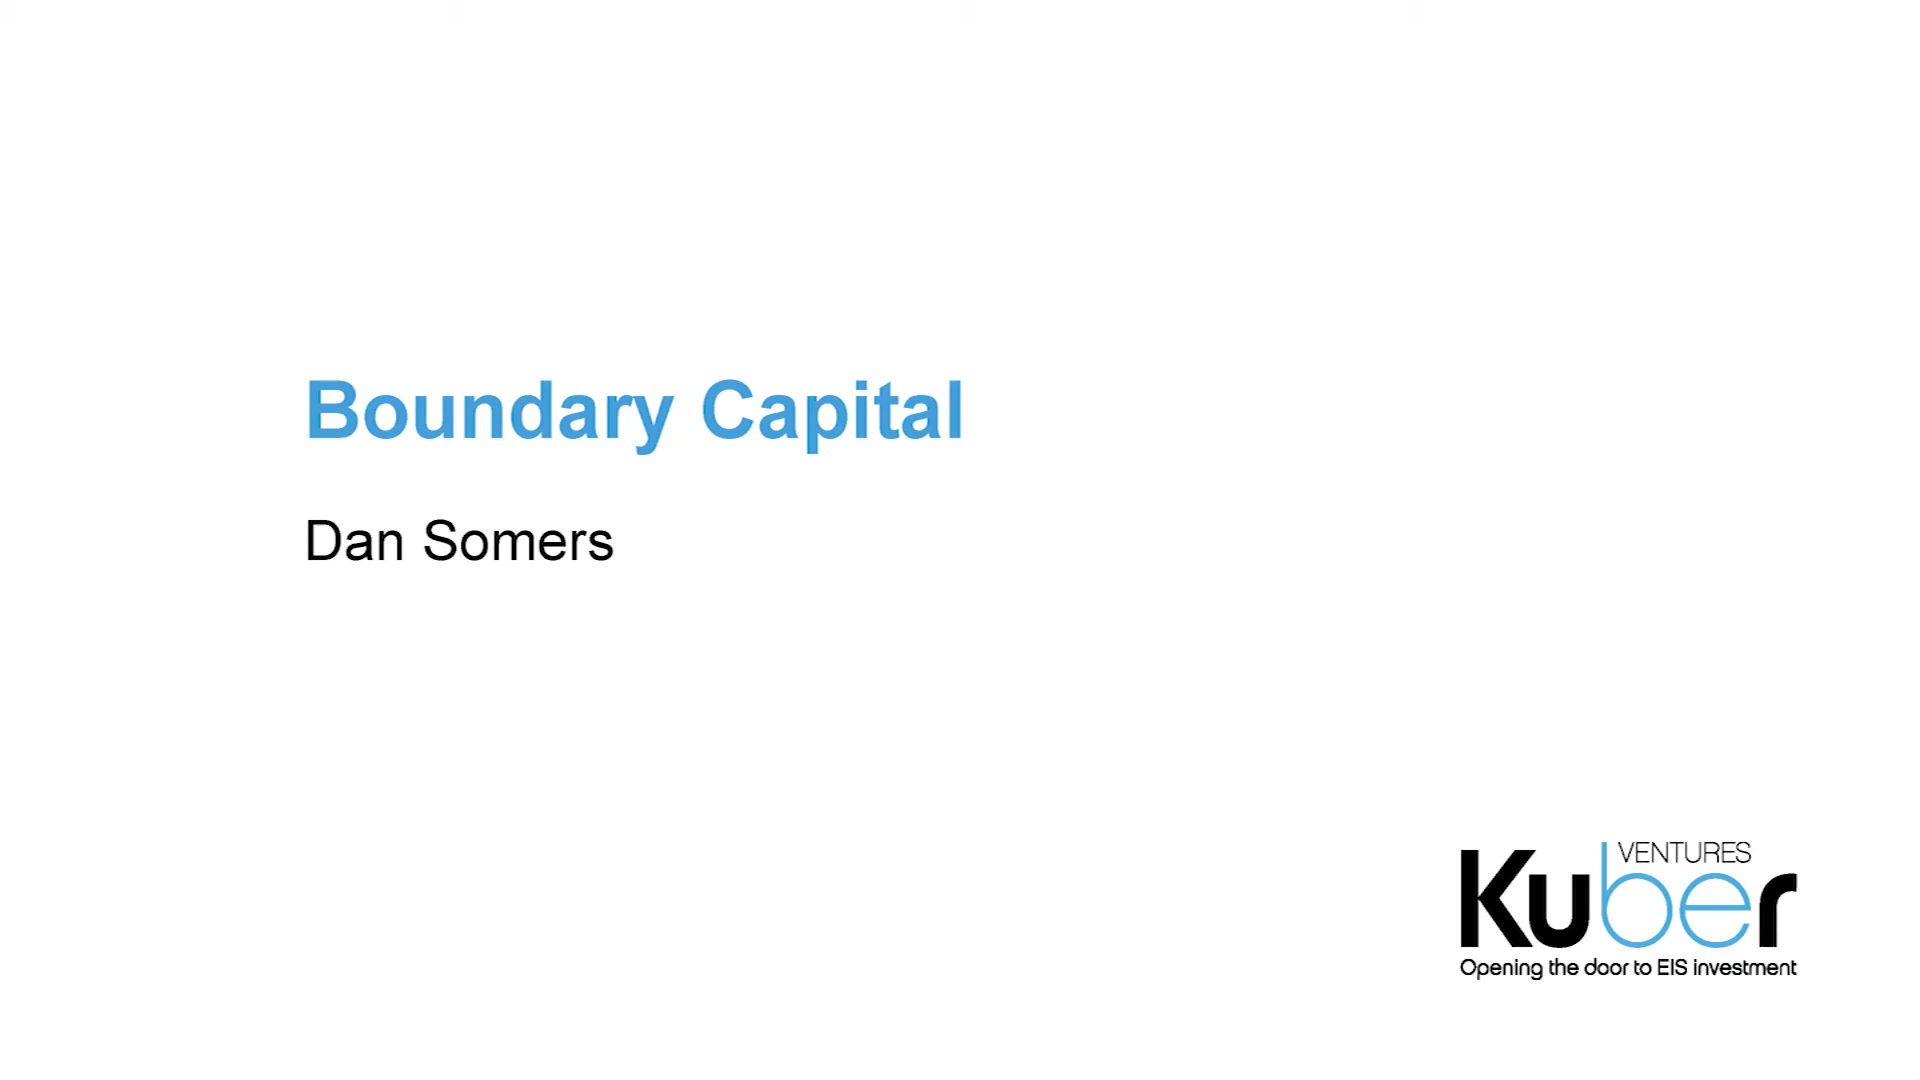 Boundary Capital
Dan Somers
VENTURES
Kuber
Opening the door to EIS investment